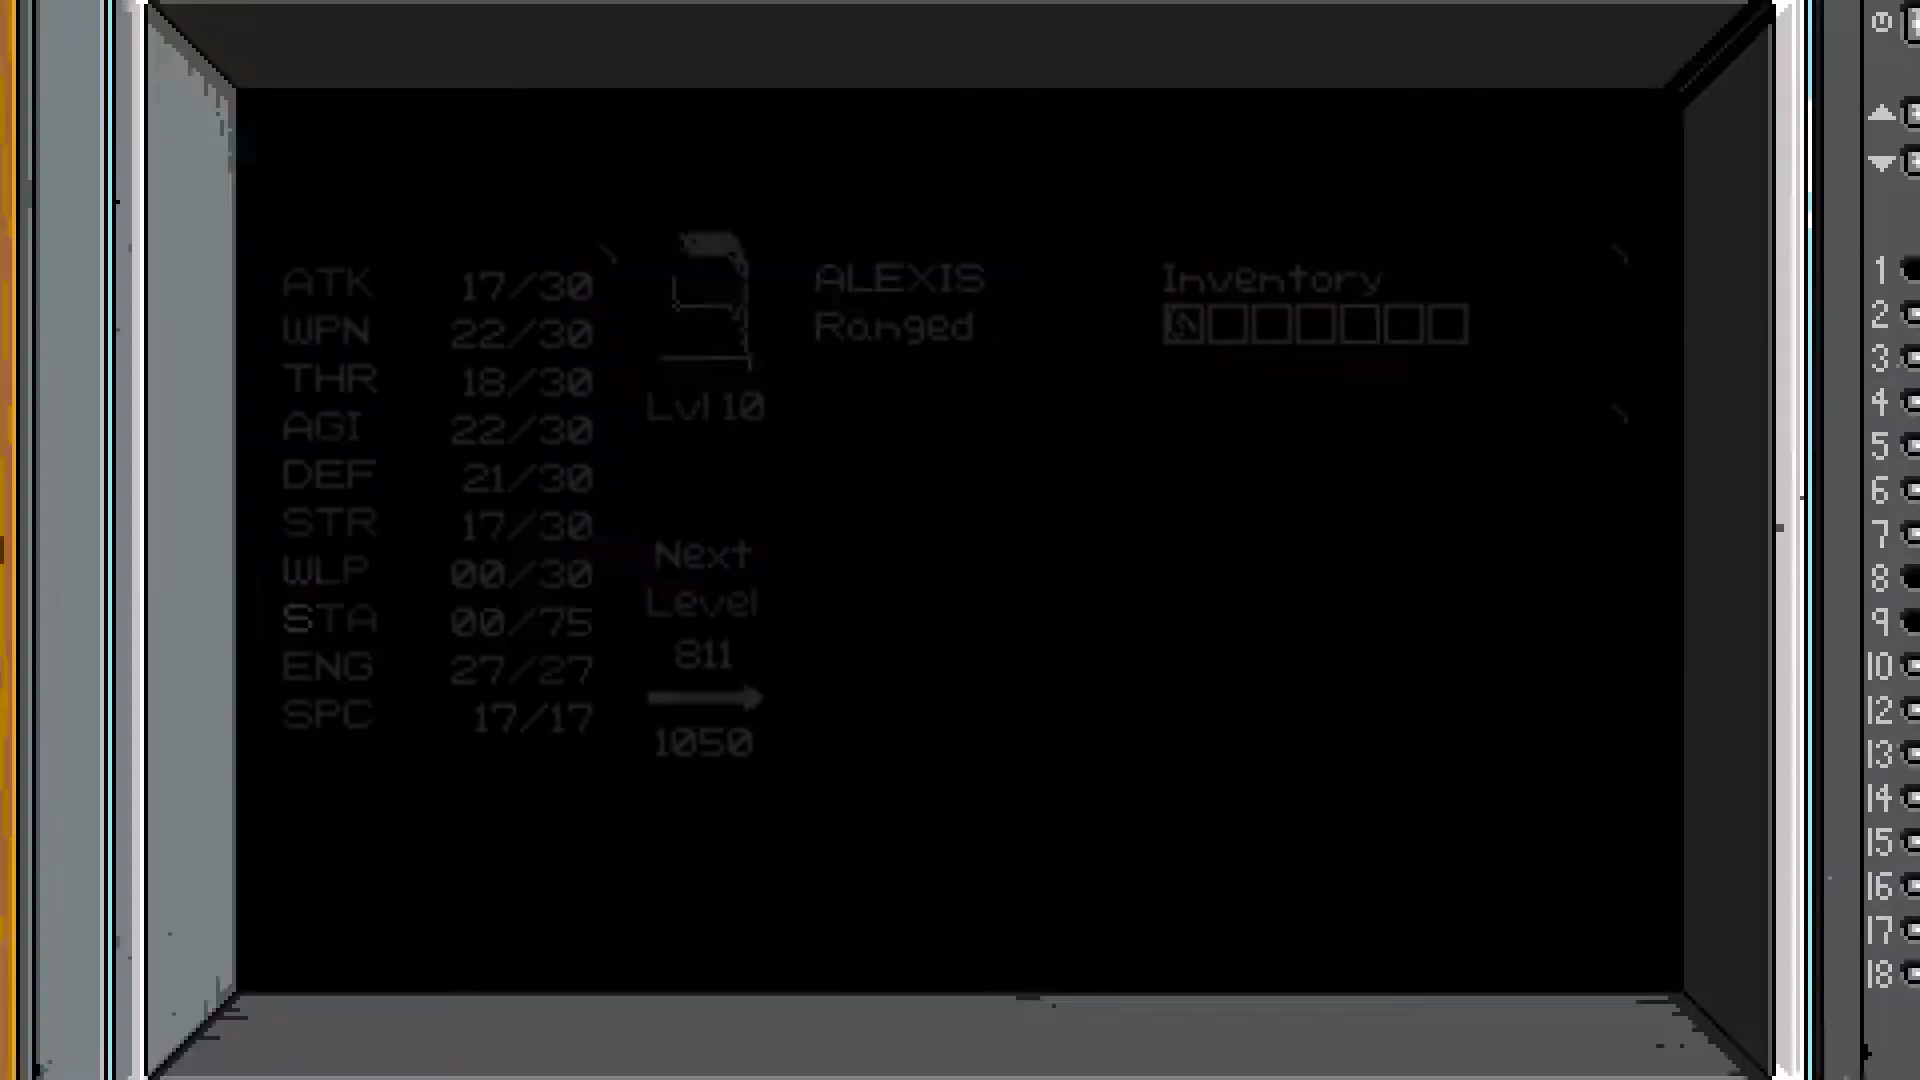 ATK 17/30
WPN 22/30
THR 18/30
AGI 22/30
DEF 21/30
STR 17/30
WLP 00/30
STA 00/75
ENG 27/27
SPC 17/17
Lvl 10
Next
Level
811
1050
ALEXIS
Ranged
Inventory
1
2
3
4
5
6
7
8
9
10
12
13
14
15
16
17
18